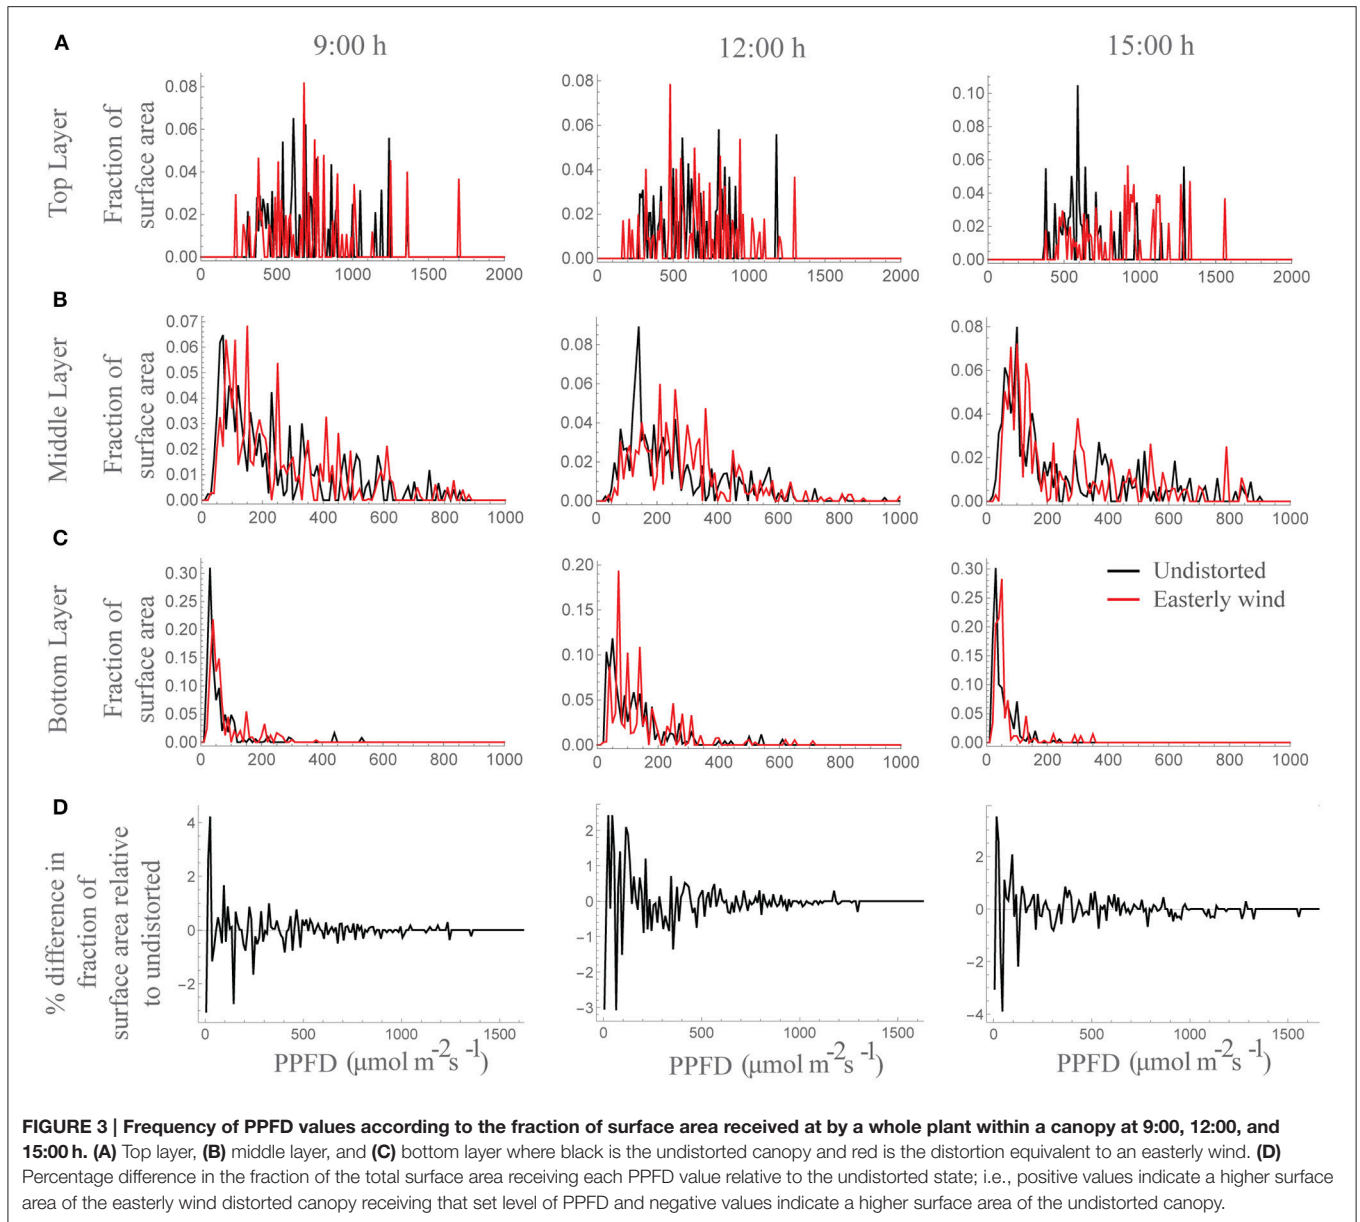 A
9:00 h
12:00 h
15:00 h
Top Layer
Fraction of
surface area
0.08
0.06
0.04
0.02
0.00
0 500 1000 1500 2000
0.08
0.06
0.04
0.02
0.00
0 500 1000 1500 2000
0.10
0.08
0.06
0.04
0.02
0.00
0 500 1000 1500 2000
B
Middle Layer
Fraction of
surface area
0.07
0.06
0.05
0.04
0.03
0.02
0.01
0.00
0 200 400 600 800 1000
0.08
0.06
0.04
0.02
0.00
0 200 400 600 800 1000
0.08
0.06
0.04
0.02
0.00
0 200 400 600 800 1000
C
Bottom Layer
Fraction of
surface area
0.30
0.25
0.20
0.15
0.10
0.05
0.00
0 200 400 600 800 1000
0.20
0.15
0.10
0.05
0.00
0 200 400 600 800 1000
0.30
0.25
0.20
0.15
0.10
0.05
0.00
0 200 400 600 800 1000
Undistorted
Easterly wind
D
% difference in
fraction of
surface area relative
to undistorted
4
2
0
−2
0 500 1000 1500
PPFD (μmol m⁻²s⁻¹)
2
1
0
−1
−2
−3
0 500 1000 1500
PPFD (μmol m⁻²s⁻¹)
2
0
−2
−4
0 500 1000 1500
PPFD (μmol m⁻²s⁻¹)
FIGURE 3 | Frequency of PPFD values according to the fraction of surface area received at by a whole plant within a canopy at 9:00, 12:00, and
15:00 h. (A) Top layer, (B) middle layer, and (C) bottom layer where black is the undistorted canopy and red is the distortion equivalent to an easterly wind. (D)
Percentage difference in the fraction of the total surface area receiving each PPFD value relative to the undistorted state; i.e., positive values indicate a higher surface
area of the easterly wind distorted canopy receiving that set level of PPFD and negative values indicate a higher surface area of the undistorted canopy.